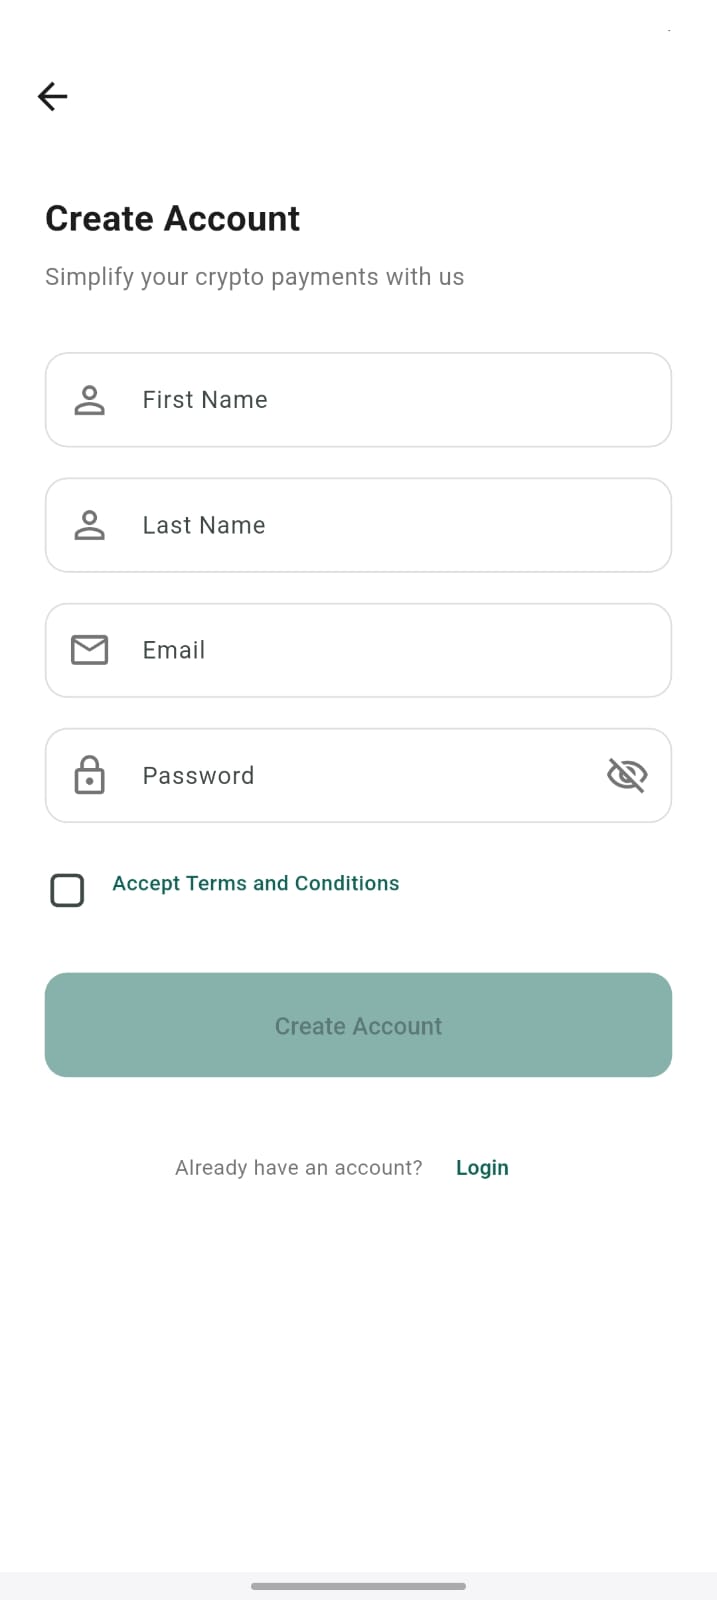 Create Account
Simplify your crypto payments with us
First Name
Last Name
Email
Password
Accept Terms and Conditions
Create Account
Already have an account? Login